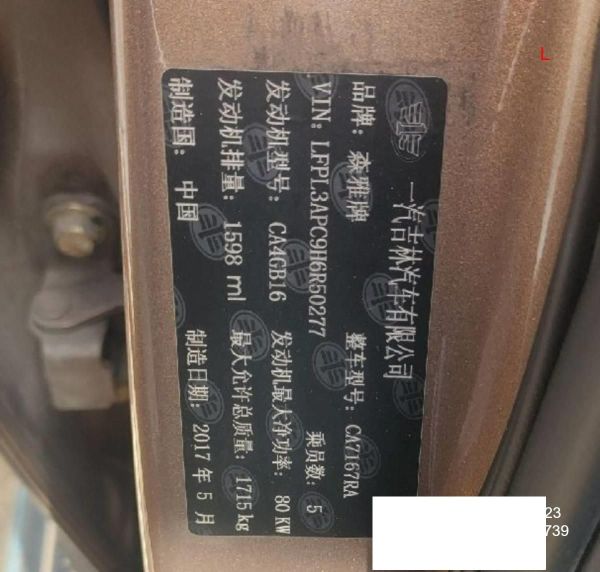 一汽吉林汽车有限公司
品牌: 森雅牌 整车型号: CA7167RA
VIN: LFPL3APC9H6R50277 乘员数: 5
发动机型号: CA4GB16 发动机最大净功率: 80 KW
发动机排量: 1598 ml 最大允许总质量: 1715 kg
制造国: 中国 制造日期: 2017 年 5 月
L
23
739